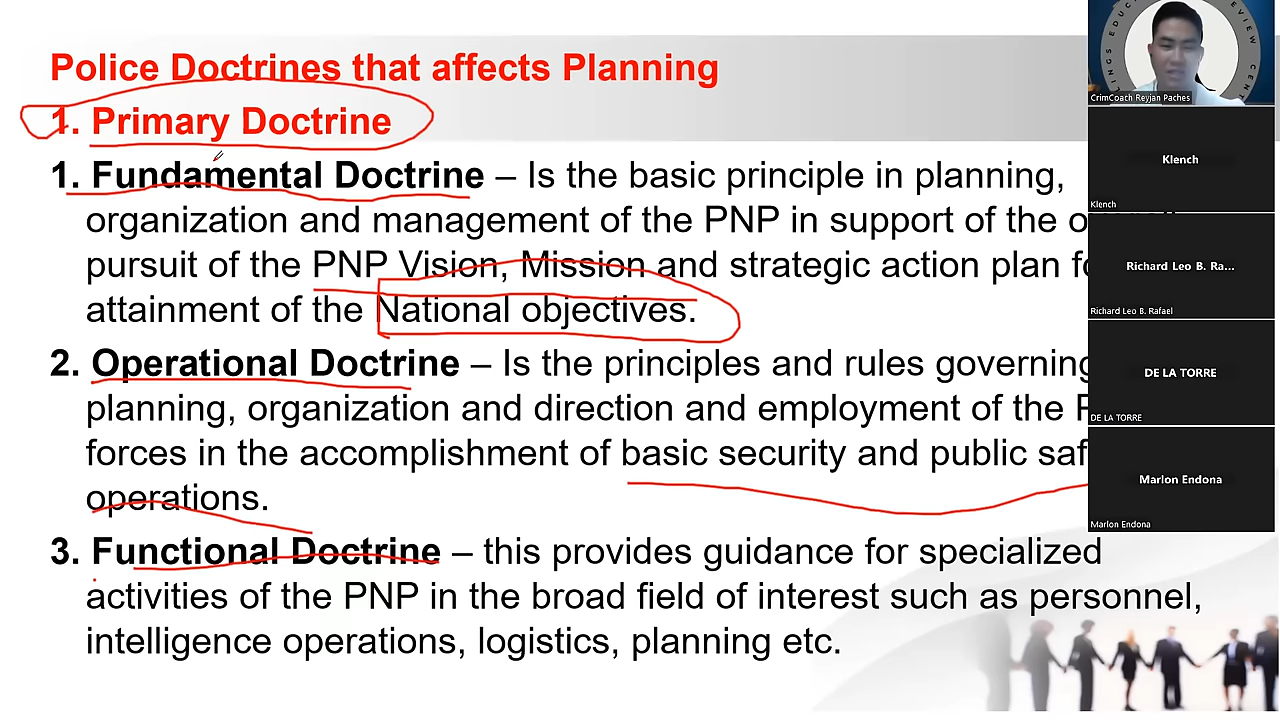 Police Doctrines that affects Planning
1. Primary Doctrine
1. Fundamental Doctrine – Is the basic principle in planning,
organization and management of the PNP in support of the
pursuit of the PNP Vision, Mission and strategic action plan
attainment of the National objectives.
2. Operational Doctrine – Is the principles and rules governing
planning, organization and direction and employment of the
forces in the accomplishment of basic security and public
operations.
3. Functional Doctrine – this provides guidance for specialized
activities of the PNP in the broad field of interest such as personnel,
intelligence operations, logistics, planning etc.
CrimCoach Reyjan Paches
Klench
Klench
Richard Leo B. Ra...
Richard Leo B. Rafael
DE LA TORRE
DE LA TORRE
Marlon Endona
Marlon Endona